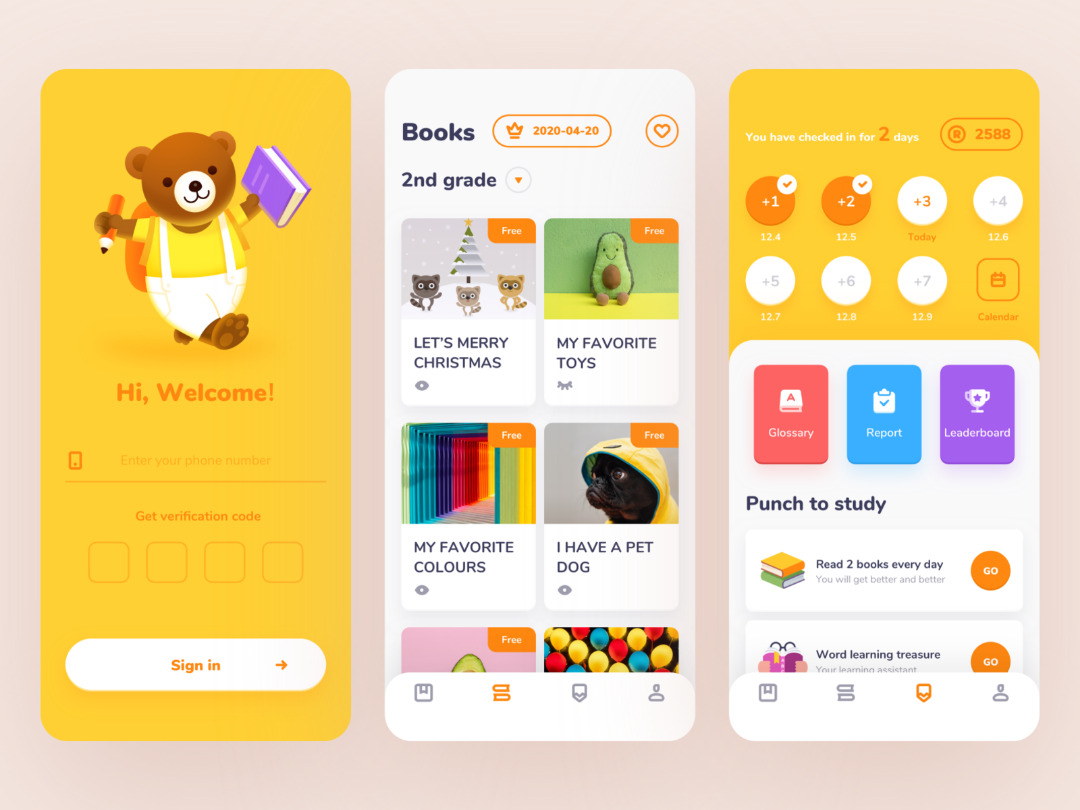 Hi, Welcome!
Enter your phone number
Get verification code
Sign in
Books
2020-04-20
2nd grade
Free
Free
LET'S MERRY
CHRISTMAS
MY FAVORITE
TOYS
Free
Free
MY FAVORITE
COLOURS
I HAVE A PET
DOG
Free
You have checked in for 2 days
R 2588
+1
+2
+3
+4
12.4
12.5
Today
12.6
+5
+6
+7
12.7
12.8
12.9
Calendar
A
Glossary
Report
Leaderboard
Punch to study
Read 2 books every day
You will get better and better
GO
Word learning treasure
Your learning assistant
GO